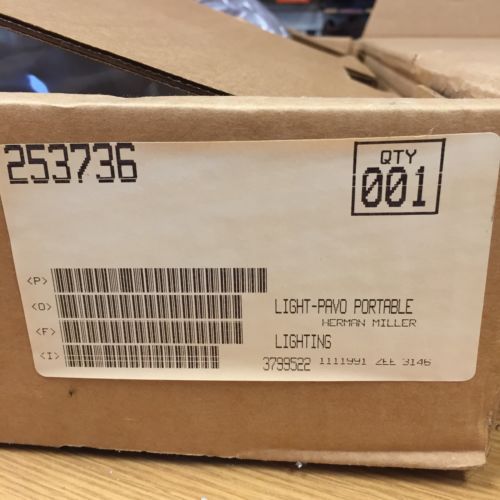 253736
QTY
001
<P>
<O>
<F>
<I>
LIGHT-PAVO PORTABLE
HERMAN MILLER
LIGHTING
3799522 1111991 ZEE 3146